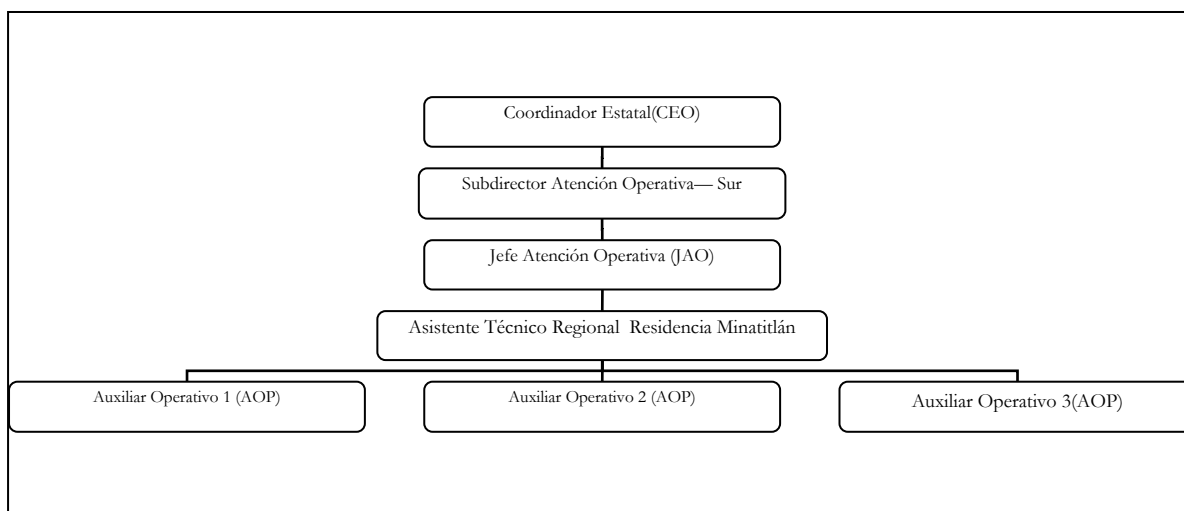 Coordinador Estatal(CEO)
Subdirector Atención Operativa— Sur
Jefe Atención Operativa (JAO)
Asistente Técnico Regional  Residencia Minatitlán
Auxiliar Operativo 1 (AOP)
Auxiliar Operativo 2 (AOP)
Auxiliar Operativo 3(AOP)